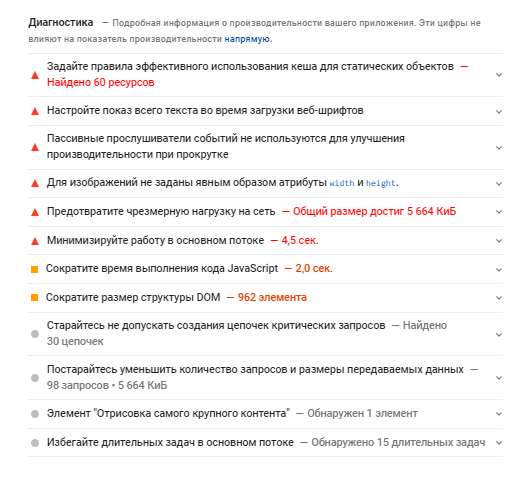 Диагностика — Подробная информация о производительности вашего приложения. Эти цифры не
влияют на показатель производительности напрямую.
Задайте правила эффективного использования кеша для статических объектов —
Найдено 60 ресурсов
Настройте показ всего текста во время загрузки веб-шрифтов
Пассивные прослушиватели событий не используются для улучшения
производительности при прокрутке
Для изображений не заданы явным образом атрибуты width и height.
Предотвратите чрезмерную нагрузку на сеть — Общий размер достиг 5 664 КиБ
Минимизируйте работу в основном потоке — 4,5 сек.
Сократите время выполнения кода JavaScript — 2,0 сек.
Сократите размер структуры DOM — 962 элемента
Старайтесь не допускать создания цепочек критических запросов — Найдено
30 цепочек
Постарайтесь уменьшить количество запросов и размеры передаваемых данных —
98 запросов • 5 664 КиБ
Элемент "Отрисовка самого крупного контента" — Обнаружен 1 элемент
Избегайте длительных задач в основном потоке — Обнаружено 15 длительных задач